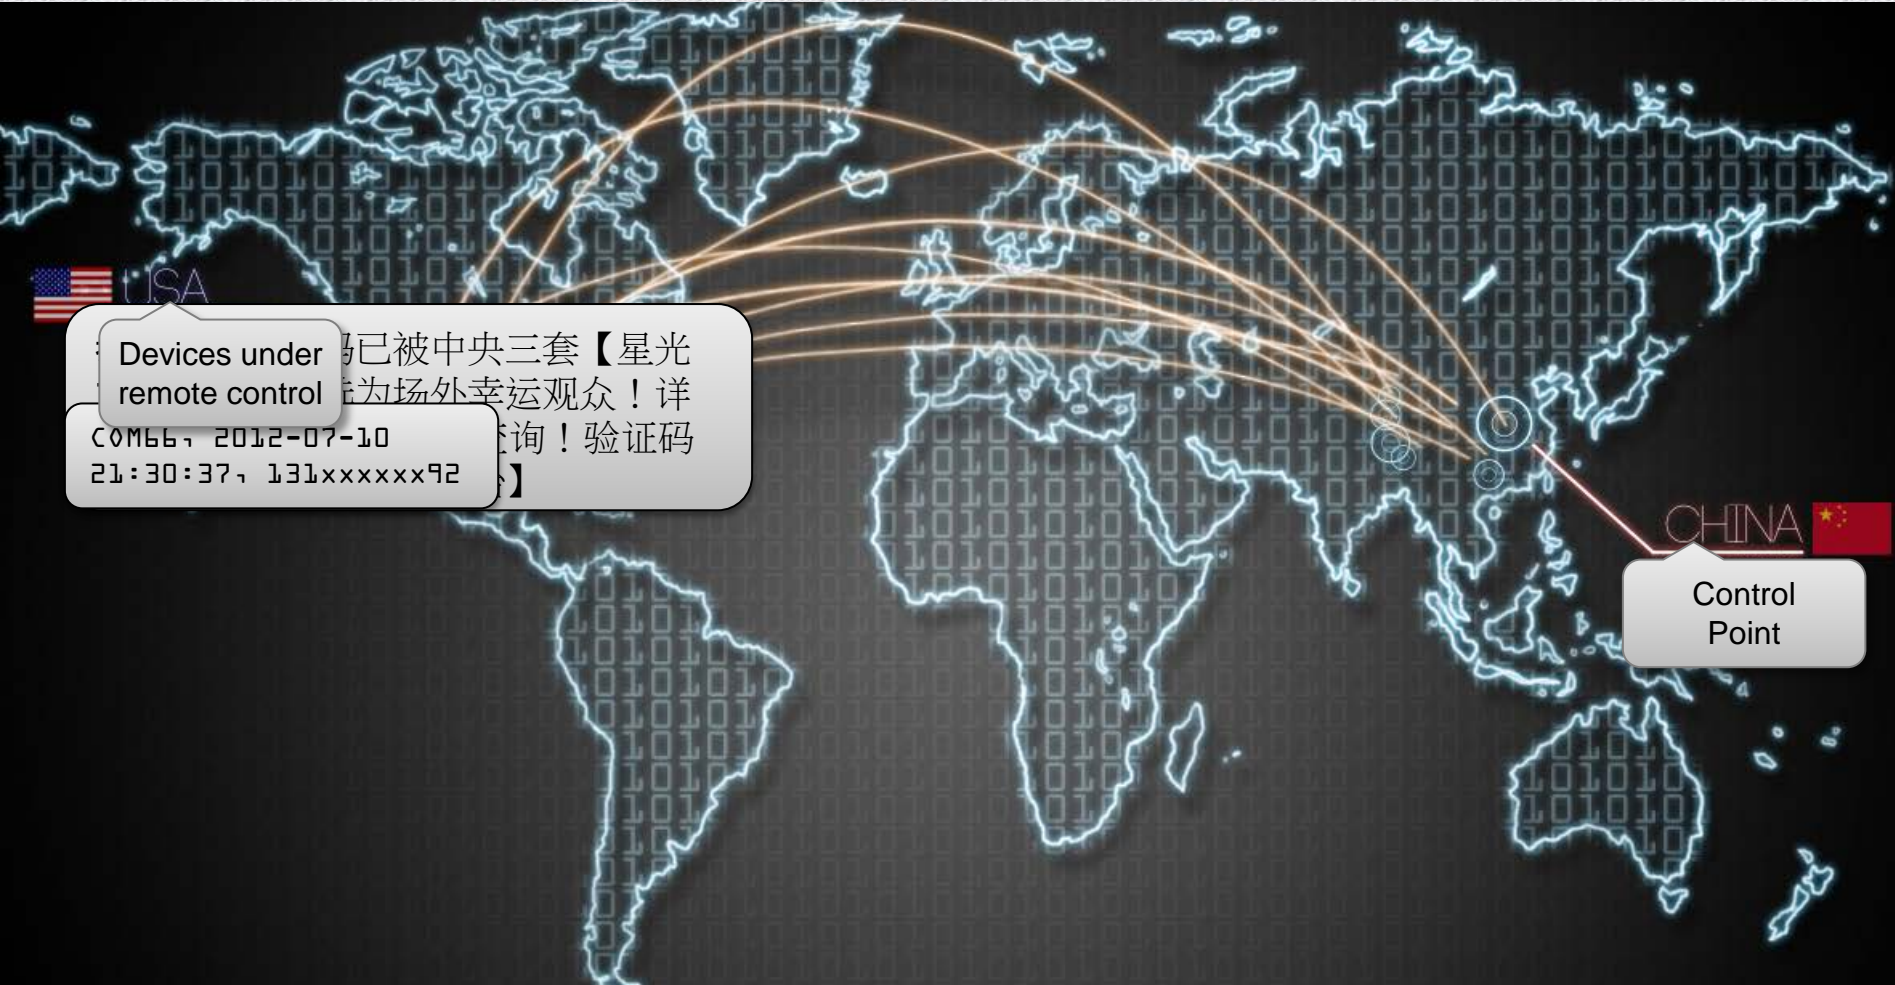 USA
Devices under
remote control
已被中央三套【星光
为场外幸运观众！详
询！验证码
】
COM66, 2012-07-10
21:30:37, 131xxxxxx92
CHINA
Control
Point